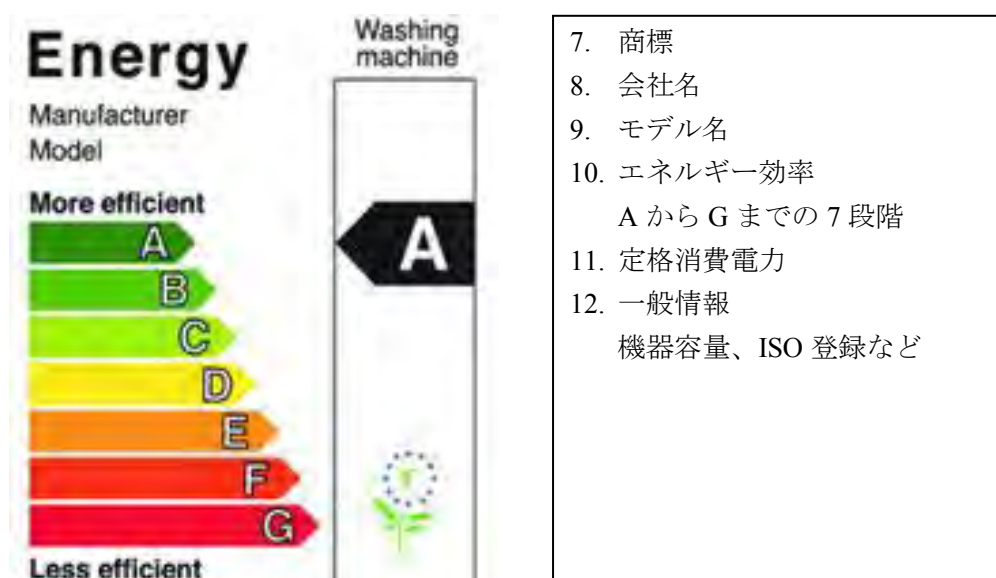 Energy
Washing
machine
Manufacturer
Model
More efficient
A
A
B
C
D
E
F
G
Less efficient
7. 商標
8. 会社名
9. モデル名
10. エネルギー効率
A から G までの 7 段階
11. 定格消費電力
12. 一般情報
機器容量、ISO 登録など